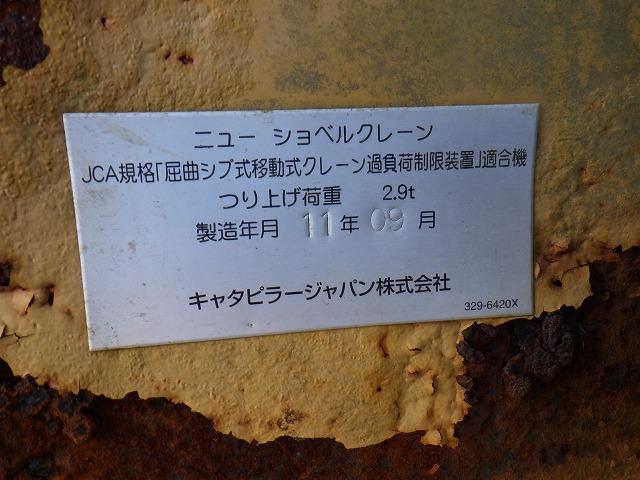 ニュー ショベルクレーン
JCA規格「屈曲ジブ式移動式クレーン過負荷制限装置」適合機
つり上げ荷重 2.9t
製造年月 11年 09月
キャタピラージャパン株式会社
329-6420X